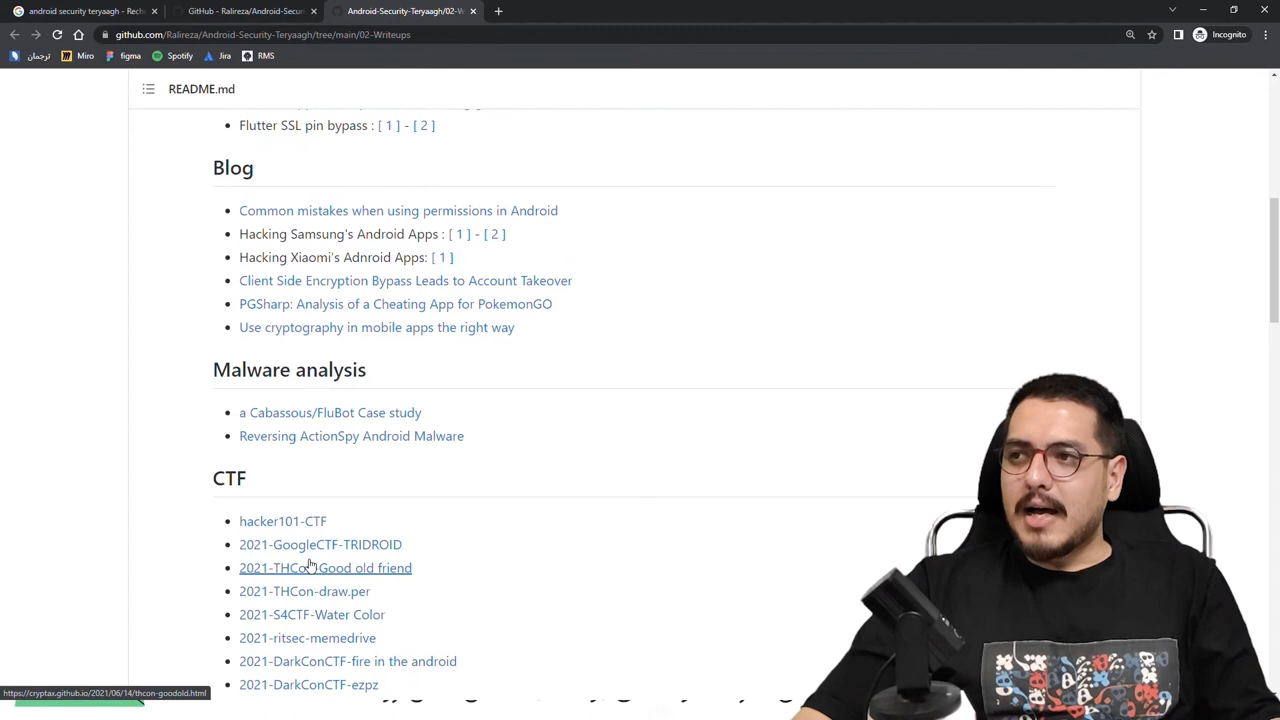 android security teryaagh - Rech
GitHub - Ralireza/Android-Secur
Android-Security-Teryaagh/02-W
github.com/Ralireza/Android-Security-Teryaagh/tree/main/02-Writeups
Incognito
ترجمان
Miro
figma
Spotify
Jira
RMS
README.md
Flutter SSL pin bypass : [ 1 ] - [ 2 ]
Blog
Common mistakes when using permissions in Android
Hacking Samsung's Android Apps : [ 1 ] - [ 2 ]
Hacking Xiaomi's Adnroid Apps: [ 1 ]
Client Side Encryption Bypass Leads to Account Takeover
PGSharp: Analysis of a Cheating App for PokemonGO
Use cryptography in mobile apps the right way
Malware analysis
a Cabassous/FluBot Case study
Reversing ActionSpy Android Malware
CTF
hacker101-CTF
2021-GoogleCTF-TRIDROID
2021-THCon-Good old friend
2021-THCon-draw.per
2021-S4CTF-Water Color
2021-ritsec-memedrive
2021-DarkConCTF-fire in the android
2021-DarkConCTF-ezpz
https://cryptax.github.io/2021/06/14/thcon-goodold.html